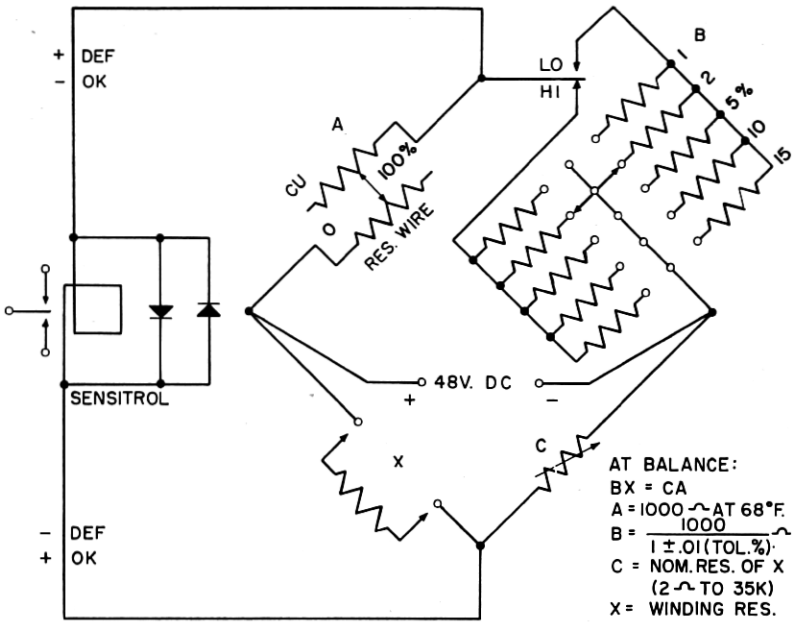 + DEF
- OK
LO
HI
B
1
2
5%
10
15
A
CU
100%
0
RES. WIRE
SENSITROL
48V. DC
+ -
X
C
- DEF
+ OK
AT BALANCE:
BX = CA
A = 1000 Ω AT 68°F.
B = 1000 / 1 ± .01 (TOL.%) Ω
C = NOM. RES. OF X
(2 Ω TO 35K)
X = WINDING RES.